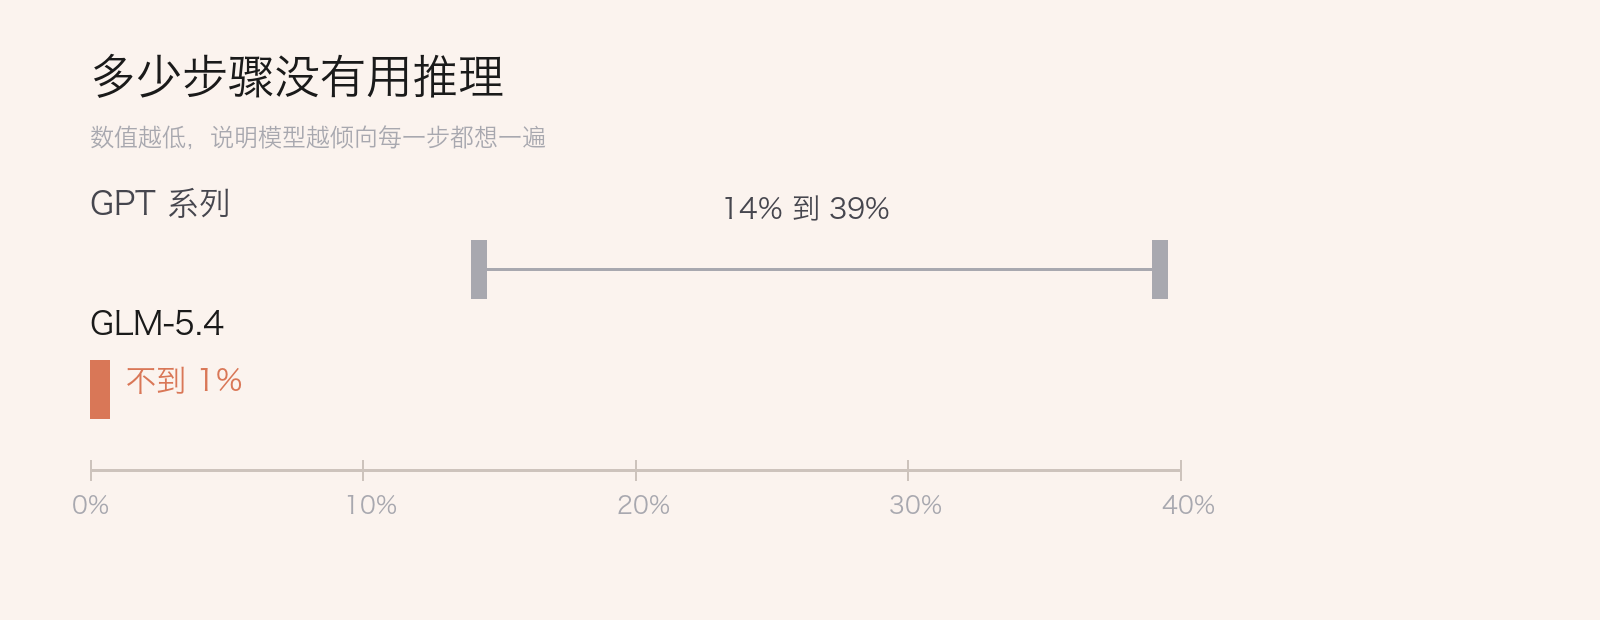 多少步骤没有用推理
数值越低，说明模型越倾向每一步都想一遍
GPT 系列
14% 到 39%
GLM-5.4
不到 1%
0% 10% 20% 30% 40%